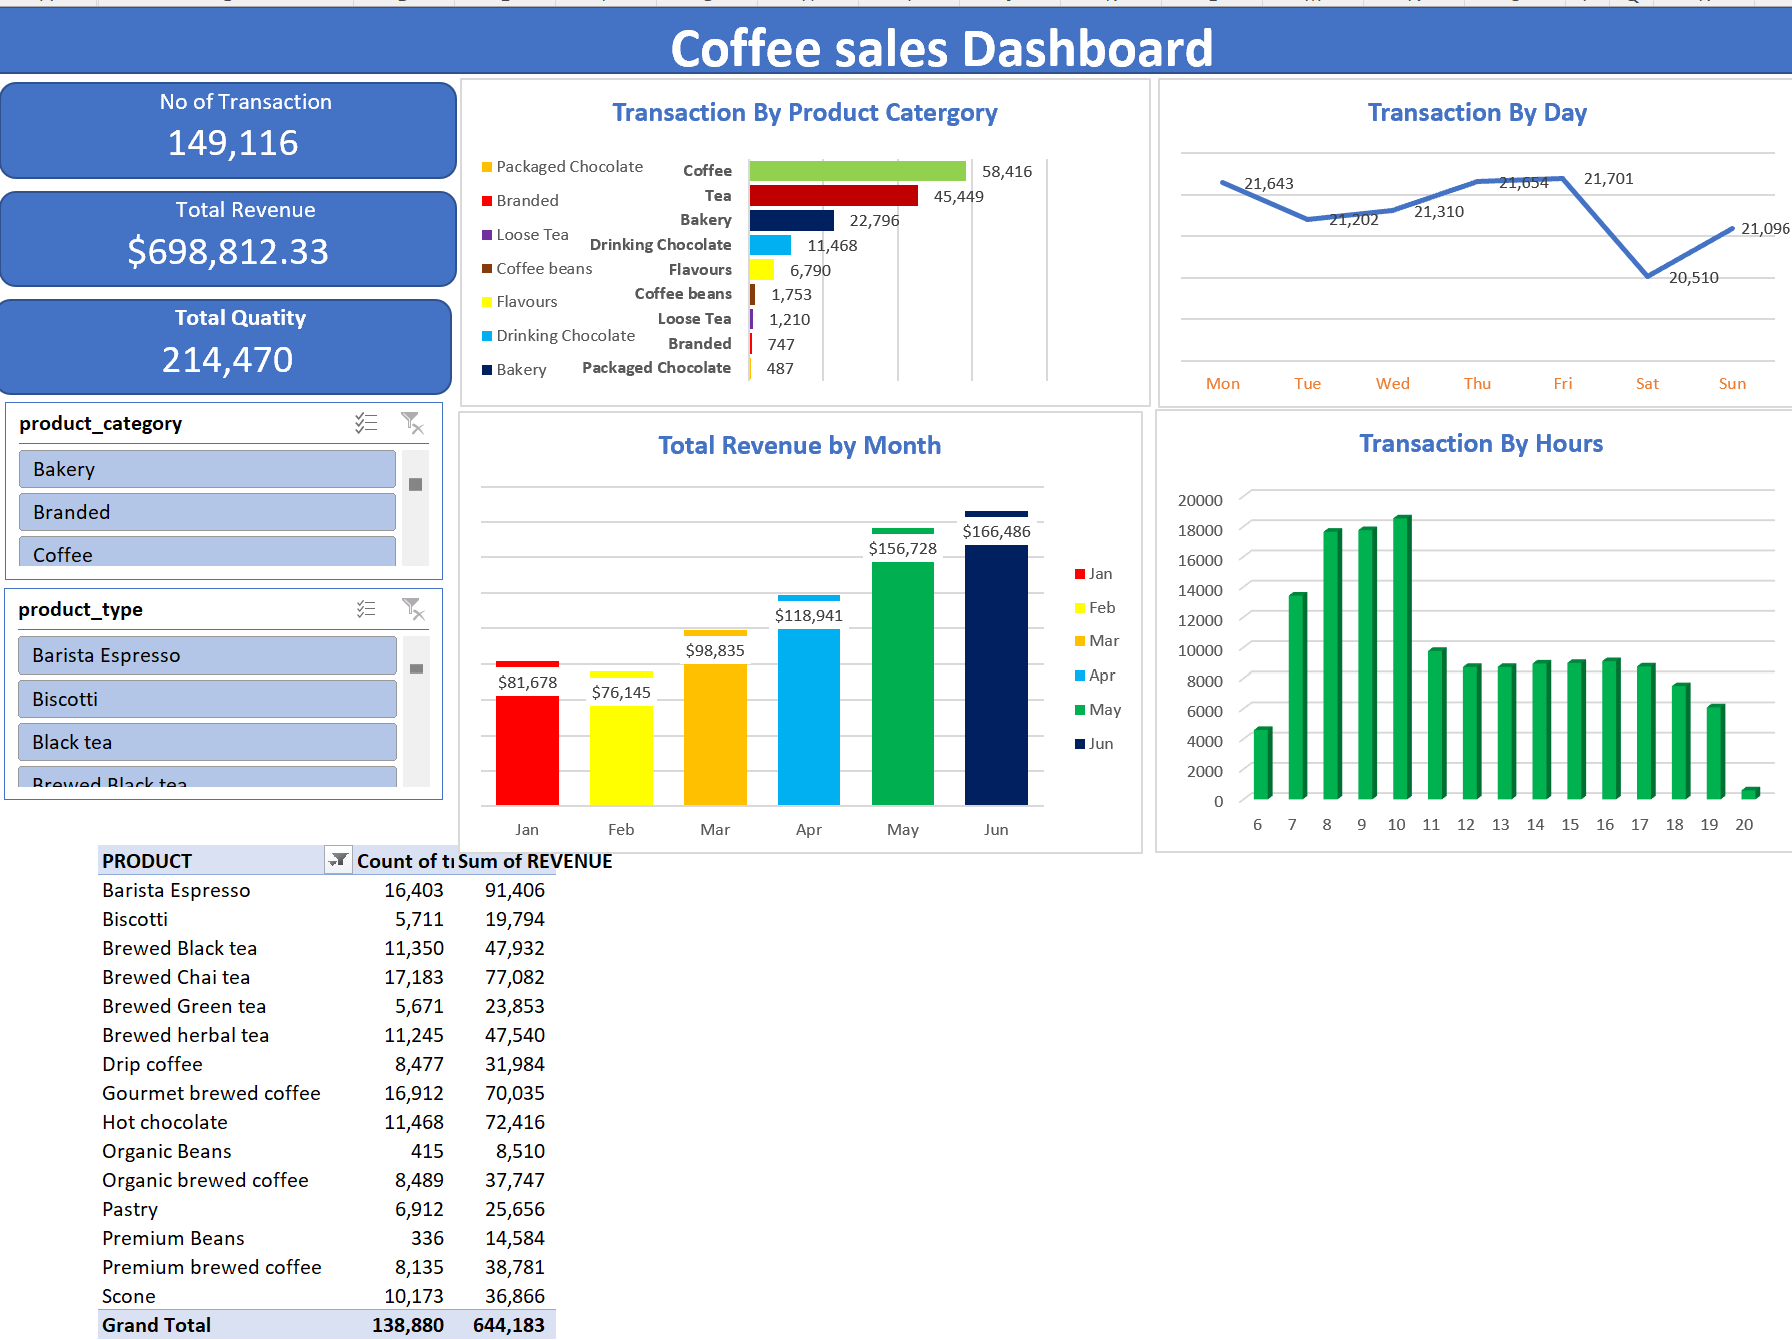 Coffee sales Dashboard
No of Transaction
149,116
Total Revenue
$698,812.33
Total Quatity
214,470
product_category
Bakery
Branded
Coffee
product_type
Barista Espresso
Biscotti
Black tea
Brewed Black tea
Transaction By Product Catergory
Packaged Chocolate
Branded
Loose Tea
Coffee beans
Flavours
Drinking Chocolate
Bakery
Coffee 58,416
Tea 45,449
Bakery 22,796
Drinking Chocolate 11,468
Flavours 6,790
Coffee beans 1,753
Loose Tea 1,210
Branded 747
Packaged Chocolate 487
Transaction By Day
21,643 21,202 21,310 21,654 21,701 20,510 21,096
Mon Tue Wed Thu Fri Sat Sun
Total Revenue by Month
$81,678 $76,145 $98,835 $118,941 $156,728 $166,486
Jan Feb Mar Apr May Jun
Jan
Feb
Mar
Apr
May
Jun
Transaction By Hours
20000
18000
16000
14000
12000
10000
8000
6000
4000
2000
0
6 7 8 9 10 11 12 13 14 15 16 17 18 19 20
PRODUCT Count of tr Sum of REVENUE
Barista Espresso 16,403 91,406
Biscotti 5,711 19,794
Brewed Black tea 11,350 47,932
Brewed Chai tea 17,183 77,082
Brewed Green tea 5,671 23,853
Brewed herbal tea 11,245 47,540
Drip coffee 8,477 31,984
Gourmet brewed coffee 16,912 70,035
Hot chocolate 11,468 72,416
Organic Beans 415 8,510
Organic brewed coffee 8,489 37,747
Pastry 6,912 25,656
Premium Beans 336 14,584
Premium brewed coffee 8,135 38,781
Scone 10,173 36,866
Grand Total 138,880 644,183